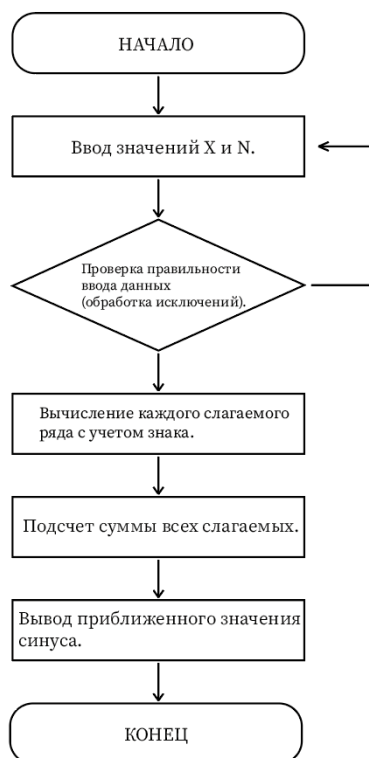 НАЧАЛО
Ввод значений X и N.
Проверка правильности
ввода данных
(обработка исключений).
Вычисление каждого слагаемого
ряда с учетом знака.
Подсчет суммы всех слагаемых.
Вывод приближенного значения
синуса.
КОНЕЦ